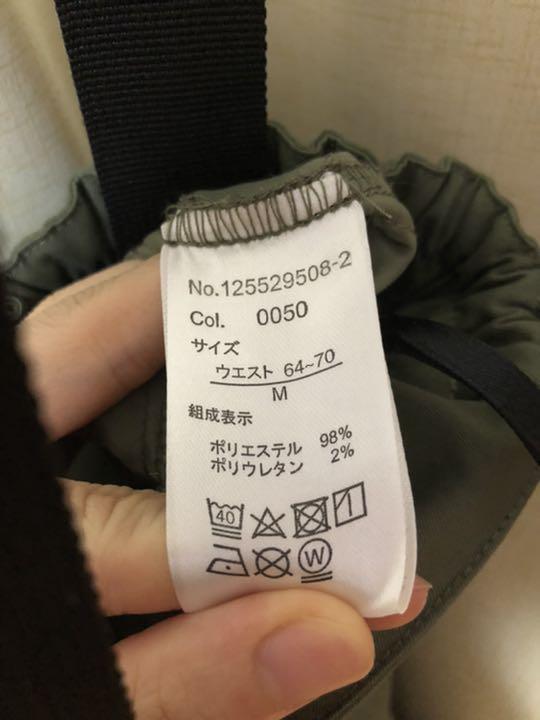 No.125529508-2
Col. 0050
サイズ
ウエスト 64~70
M
組成表示
ポリエステル 98%
ポリウレタン 2%
40
W